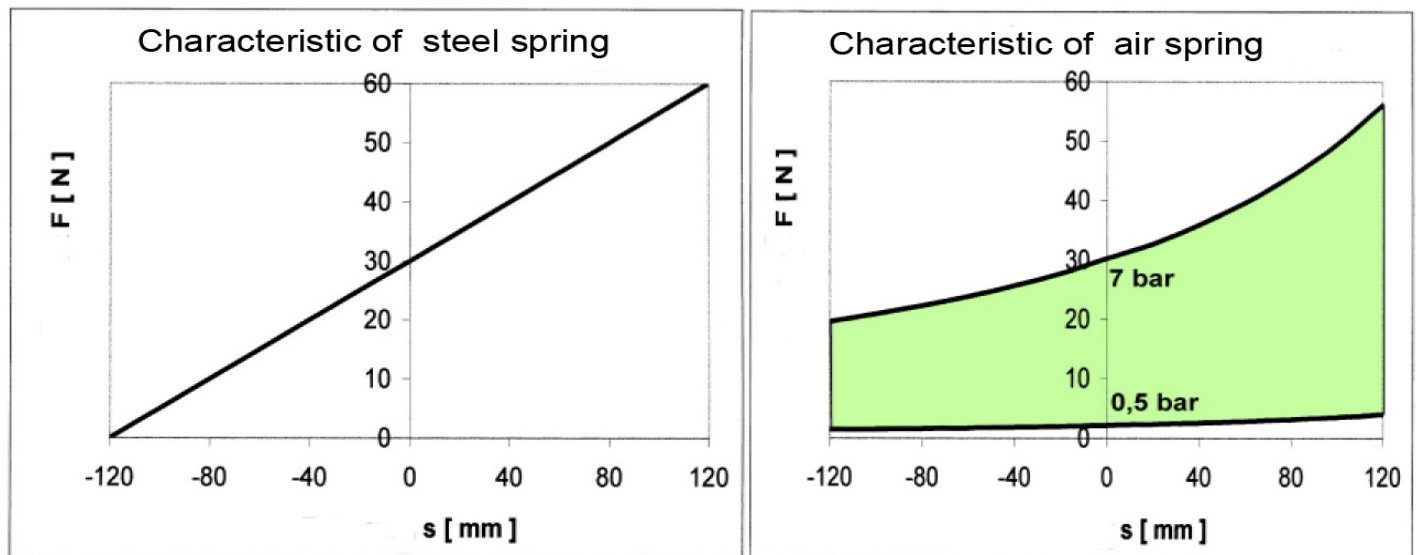 Characteristic of steel spring
F [ N ]
60
50
40
30
20
10
0
-120 -80 -40 0 40 80 120
s [ mm ]
Characteristic of air spring
F [ N ]
60
50
40
30
7 bar
20
10
0,5 bar
0
-120 -80 -40 0 40 80 120
s [ mm ]